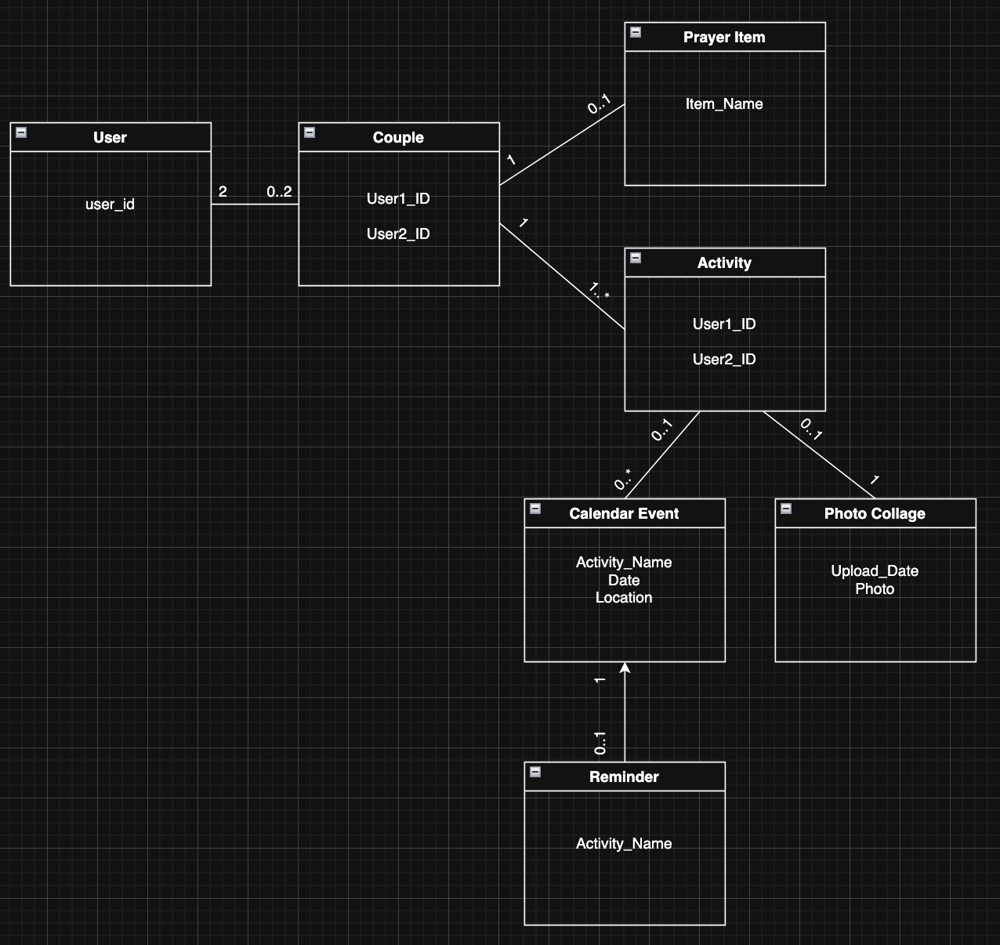 Prayer Item
Item_Name
0..1
1
User
user_id
2
0..2
Couple
User1_ID
User2_ID
1
1..*
Activity
User1_ID
User2_ID
0..1
0..*
0..1
1
Calendar Event
Activity_Name
Date
Location
Photo Collage
Upload_Date
Photo
1
0..1
Reminder
Activity_Name